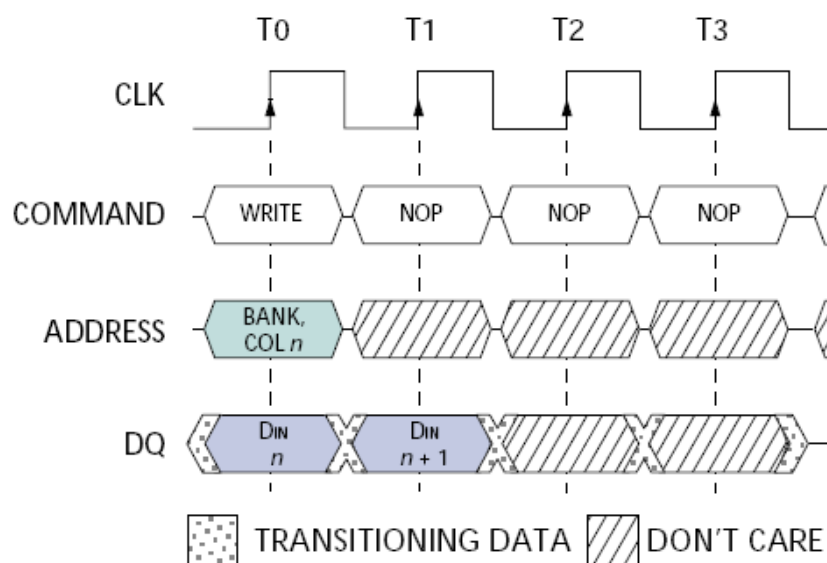 T0 T1 T2 T3
CLK
COMMAND WRITE NOP NOP NOP
ADDRESS BANK,
COL n
DQ DIN
n DIN
n + 1
TRANSITIONING DATA DON'T CARE